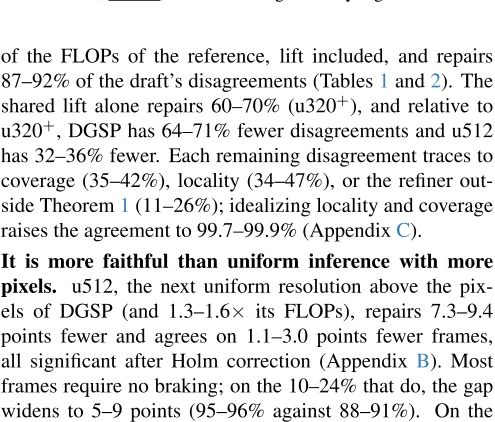 of the FLOPs of the reference, lift included, and repairs
87–92% of the draft's disagreements (Tables 1 and 2). The
shared lift alone repairs 60–70% (u320⁺), and relative to
u320⁺, DGSP has 64–71% fewer disagreements and u512
has 32–36% fewer. Each remaining disagreement traces to
coverage (35–42%), locality (34–47%), or the refiner out-
side Theorem 1 (11–26%); idealizing locality and coverage
raises the agreement to 99.7–99.9% (Appendix C).
It is more faithful than uniform inference with more
pixels. u512, the next uniform resolution above the pix-
els of DGSP (and 1.3–1.6× its FLOPs), repairs 7.3–9.4
points fewer and agrees on 1.1–3.0 points fewer frames,
all significant after Holm correction (Appendix B). Most
frames require no braking; on the 10–24% that do, the gap
widens to 5–9 points (95–96% against 88–91%). On the